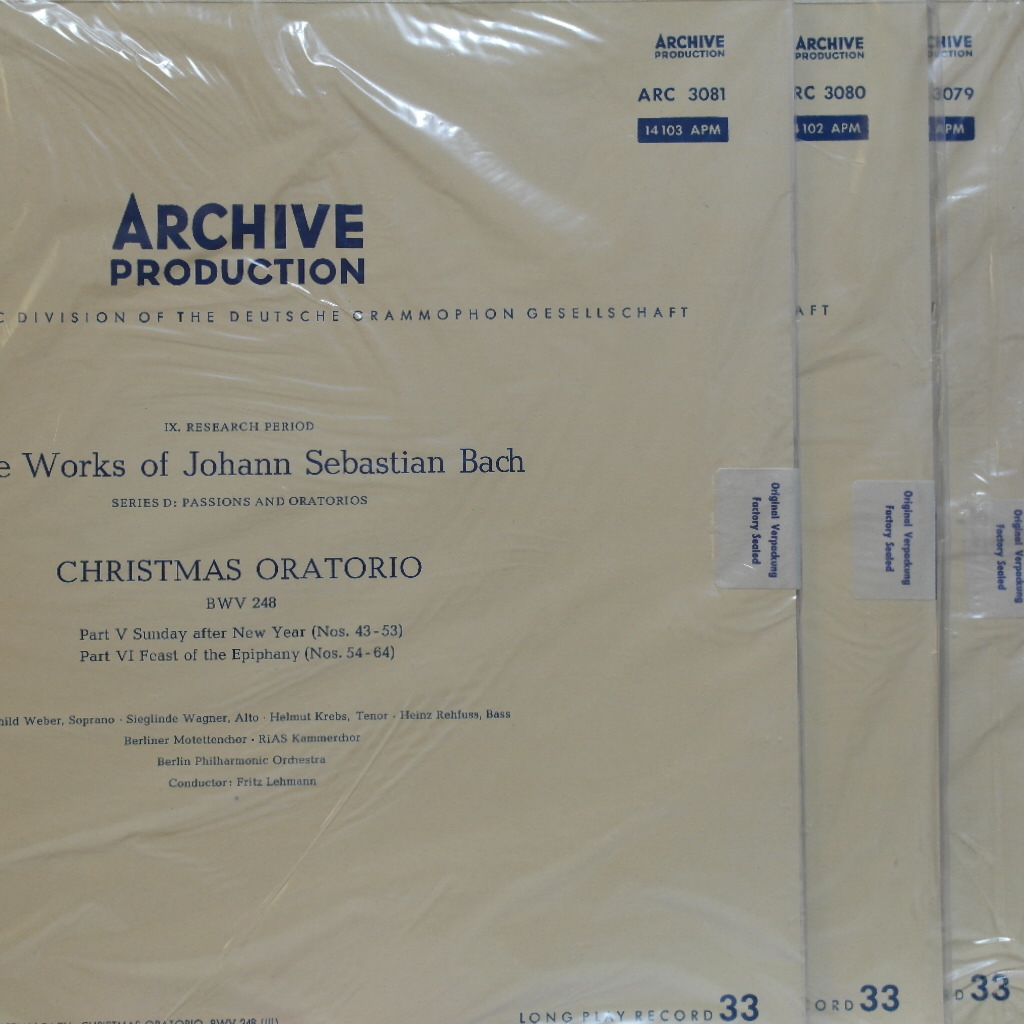 ARCHIVE
PRODUCTION
ARC 3081
14103 APM
ARCHIVE
PRODUCTION
RC 3080
102 APM
CHIVE
3079
APM
ARCHIVE
PRODUCTION
C DIVISION OF THE DEUTSCHE GRAMMOPHON GESELLSCHAFT
AFT
IX. RESEARCH PERIOD
e Works of Johann Sebastian Bach
SERIES D: PASSIONS AND ORATORIOS
CHRISTMAS ORATORIO
BWV 248
Part V Sunday after New Year (Nos. 43-53)
Part VI Feast of the Epiphany (Nos. 54-64)
hild Weber, Soprano · Sieglinde Wagner, Alto · Helmut Krebs, Tenor · Heinz Rehfuss, Bass
Berliner Motettenchor · RIAS Kammerchor
Berlin Philharmonic Orchestra
Conductor: Fritz Lehmann
Original Verpackung
Factory Sealed
Original Verpackung
Factory Sealed
Original Verpackung
Factory Sealed
CHRISTMAS ORATORIO, BWV 248 (III)
LONG PLAY RECORD 33
ORD 33
D 33